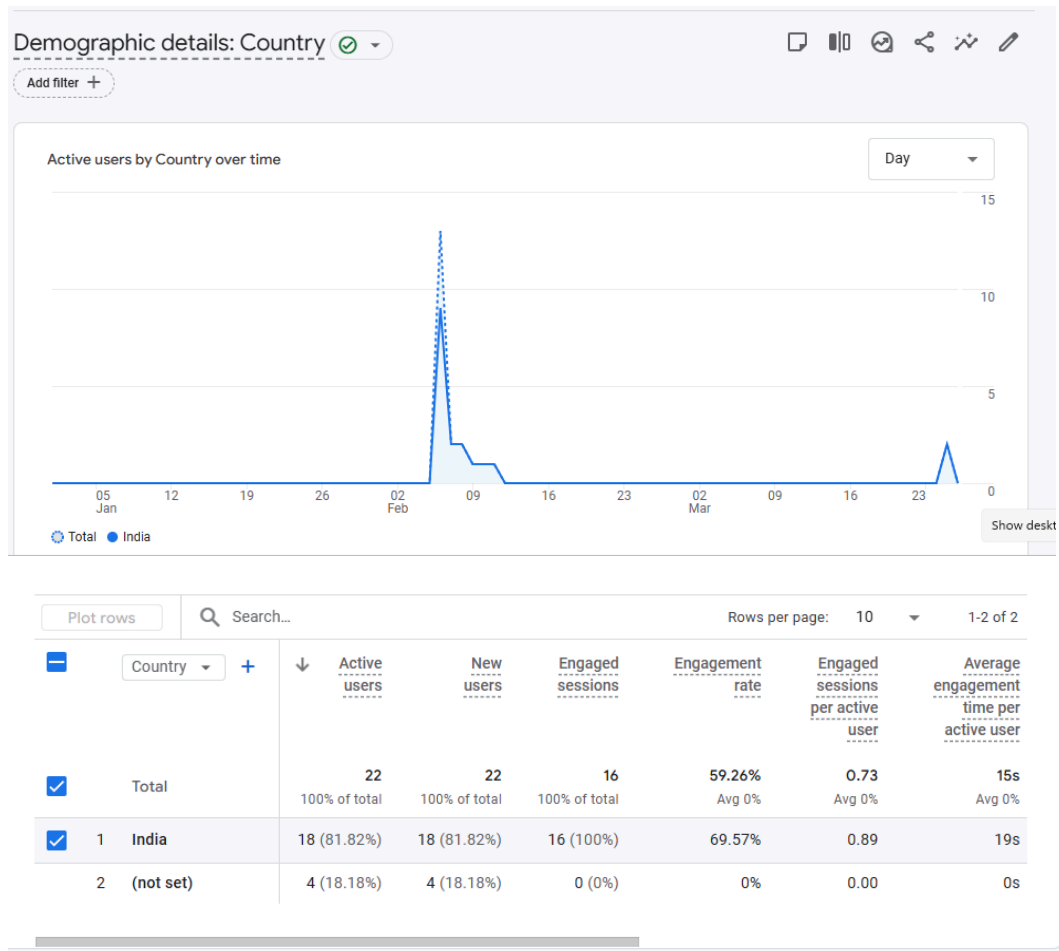 Demographic details: Country
Add filter +
Active users by Country over time
Day
15
10
5
0
05 Jan
12
19
26
02 Feb
09
16
23
02 Mar
09
16
23
Total India
Show deskt
Plot rows
Search...
Rows per page: 10
1-2 of 2
Country +
Active users
New users
Engaged sessions
Engagement rate
Engaged sessions per active user
Average engagement time per active user
Total 22 22 16 59.26% 0.73 15s
100% of total 100% of total 100% of total Avg 0% Avg 0% Avg 0%
1 India 18 (81.82%) 18 (81.82%) 16 (100%) 69.57% 0.89 19s
2 (not set) 4 (18.18%) 4 (18.18%) 0 (0%) 0% 0.00 0s